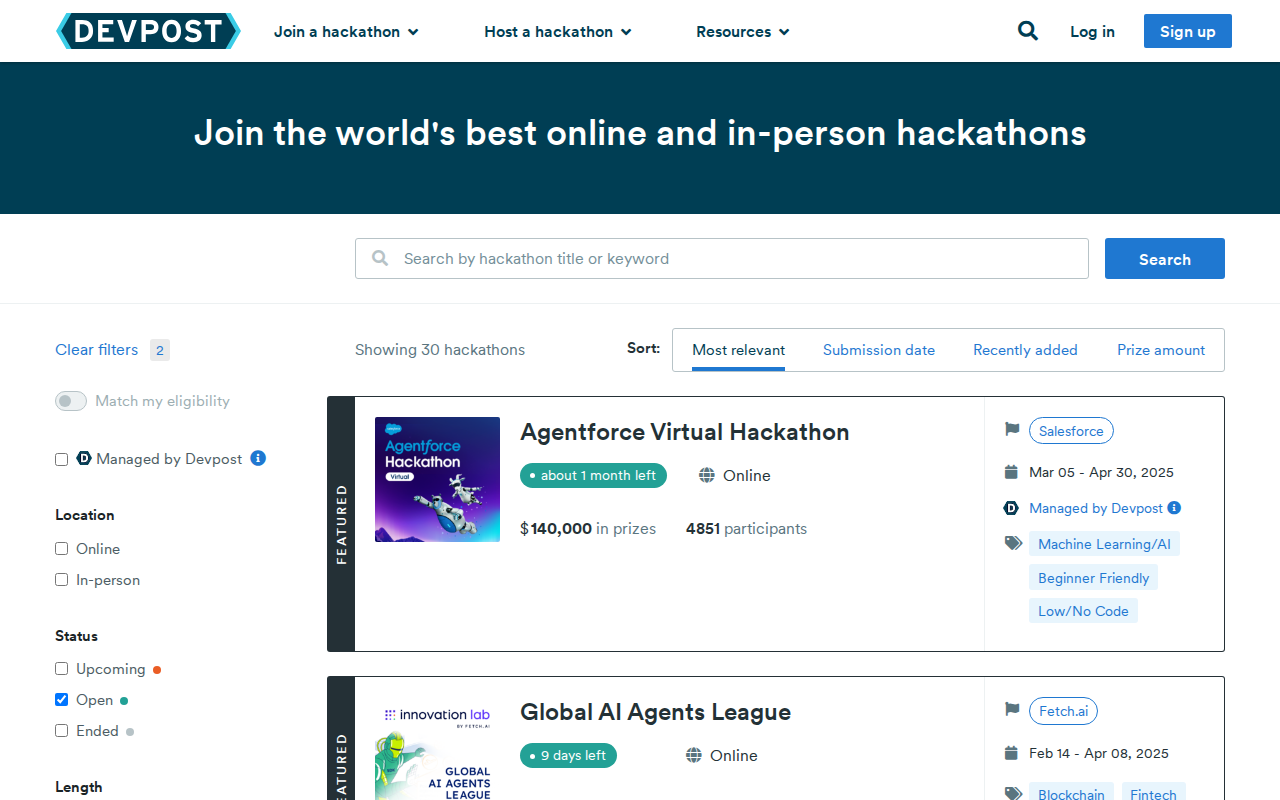 DEVPOST
Join a hackathon
Host a hackathon
Resources
Log in
Sign up
Join the world's best online and in-person hackathons
Search by hackathon title or keyword
Search
Clear filters 2
Showing 30 hackathons
Sort:
Most relevant
Submission date
Recently added
Prize amount
Match my eligibility
D Managed by Devpost i
Location
Online
In-person
Status
Upcoming
Open
Ended
Length
FEATURED
Agentforce
Hackathon
Virtual
Agentforce Virtual Hackathon
about 1 month left
Online
$140,000 in prizes
4851 participants
Salesforce
Mar 05 - Apr 30, 2025
D Managed by Devpost i
Machine Learning/AI
Beginner Friendly
Low/No Code
FEATURED
innovation lab
BY FETCH.AI
GLOBAL
AI AGENTS
LEAGUE
Global AI Agents League
9 days left
Online
Fetch.ai
Feb 14 - Apr 08, 2025
Blockchain
Fintech